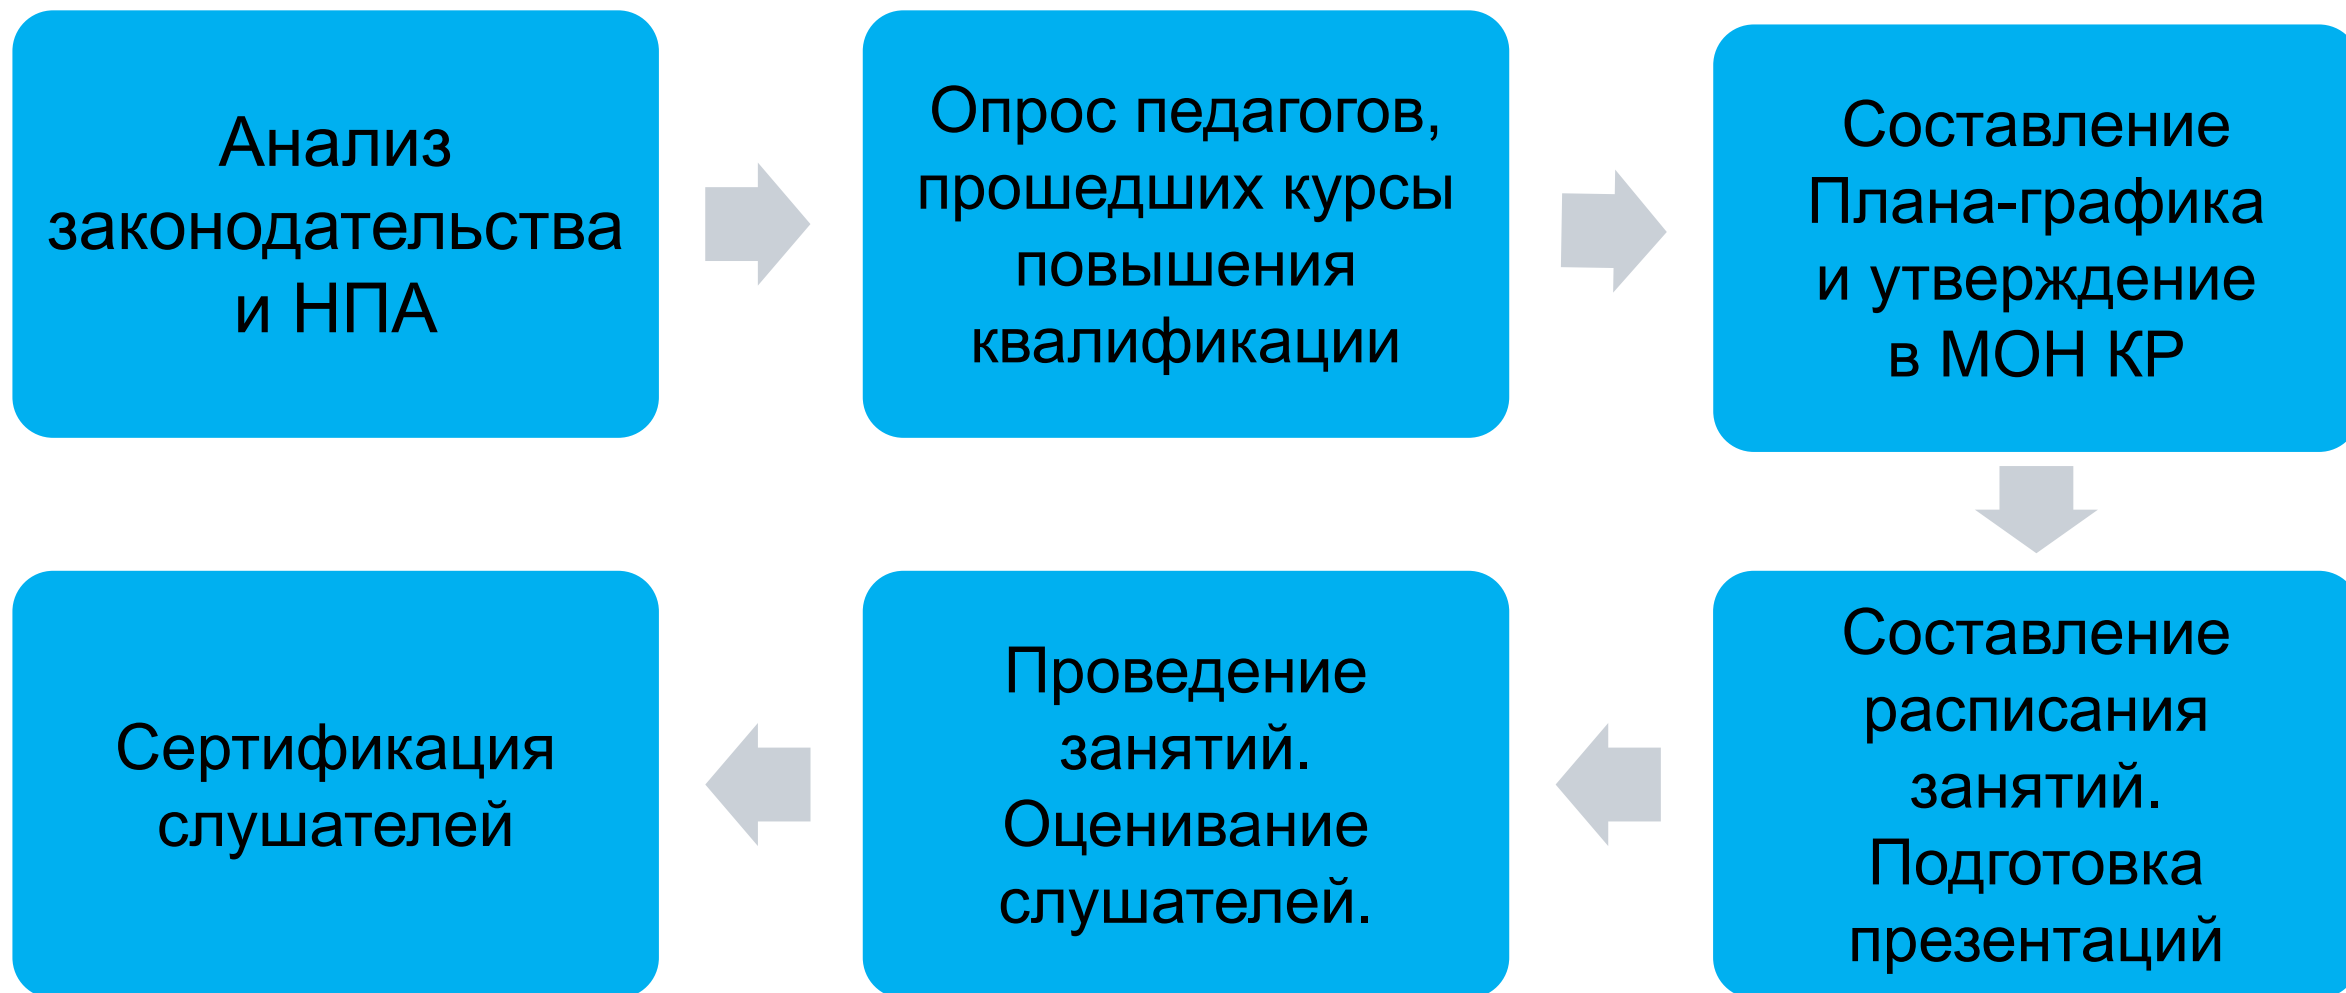 Анализ
законодательства
и НПА
Опрос педагогов,
прошедших курсы
повышения
квалификации
Составление
Плана-графика
и утверждение
в МОН КР
Составление
расписания
занятий.
Подготовка
презентаций
Проведение
занятий.
Оценивание
слушателей.
Сертификация
слушателей